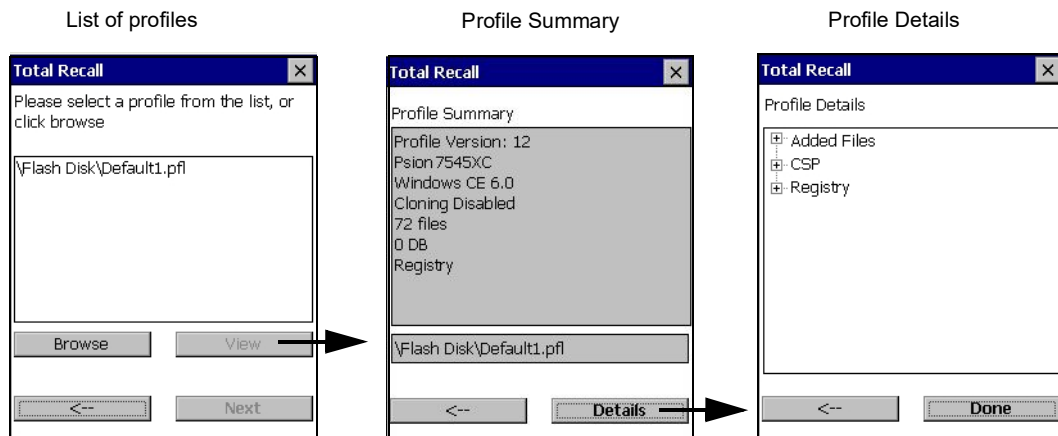 List of profiles
Profile Summary
Profile Details
Total Recall
Please select a profile from the list, or
click browse
\Flash Disk\Default1.pfl
Browse
View
<--
Next
Total Recall
Profile Summary
Profile Version: 12
Psion 7545XC
Windows CE 6.0
Cloning Disabled
72 files
0 DB
Registry
\Flash Disk\Default1.pfl
<--
Details
Total Recall
Profile Details
Added Files
CSP
Registry
<--
Done